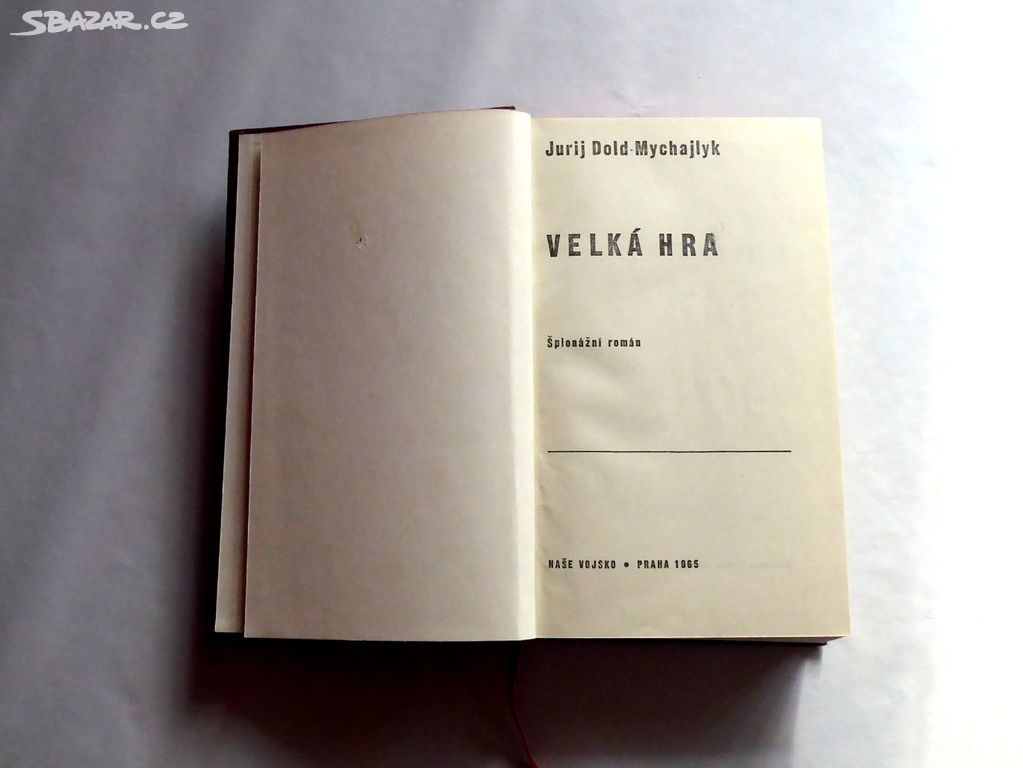 SBAZAR.CZ
Jurij Dold-Mychajlyk
VELKÁ HRA
Špionážní román
NAŠE VOJSKO • PRAHA 1965